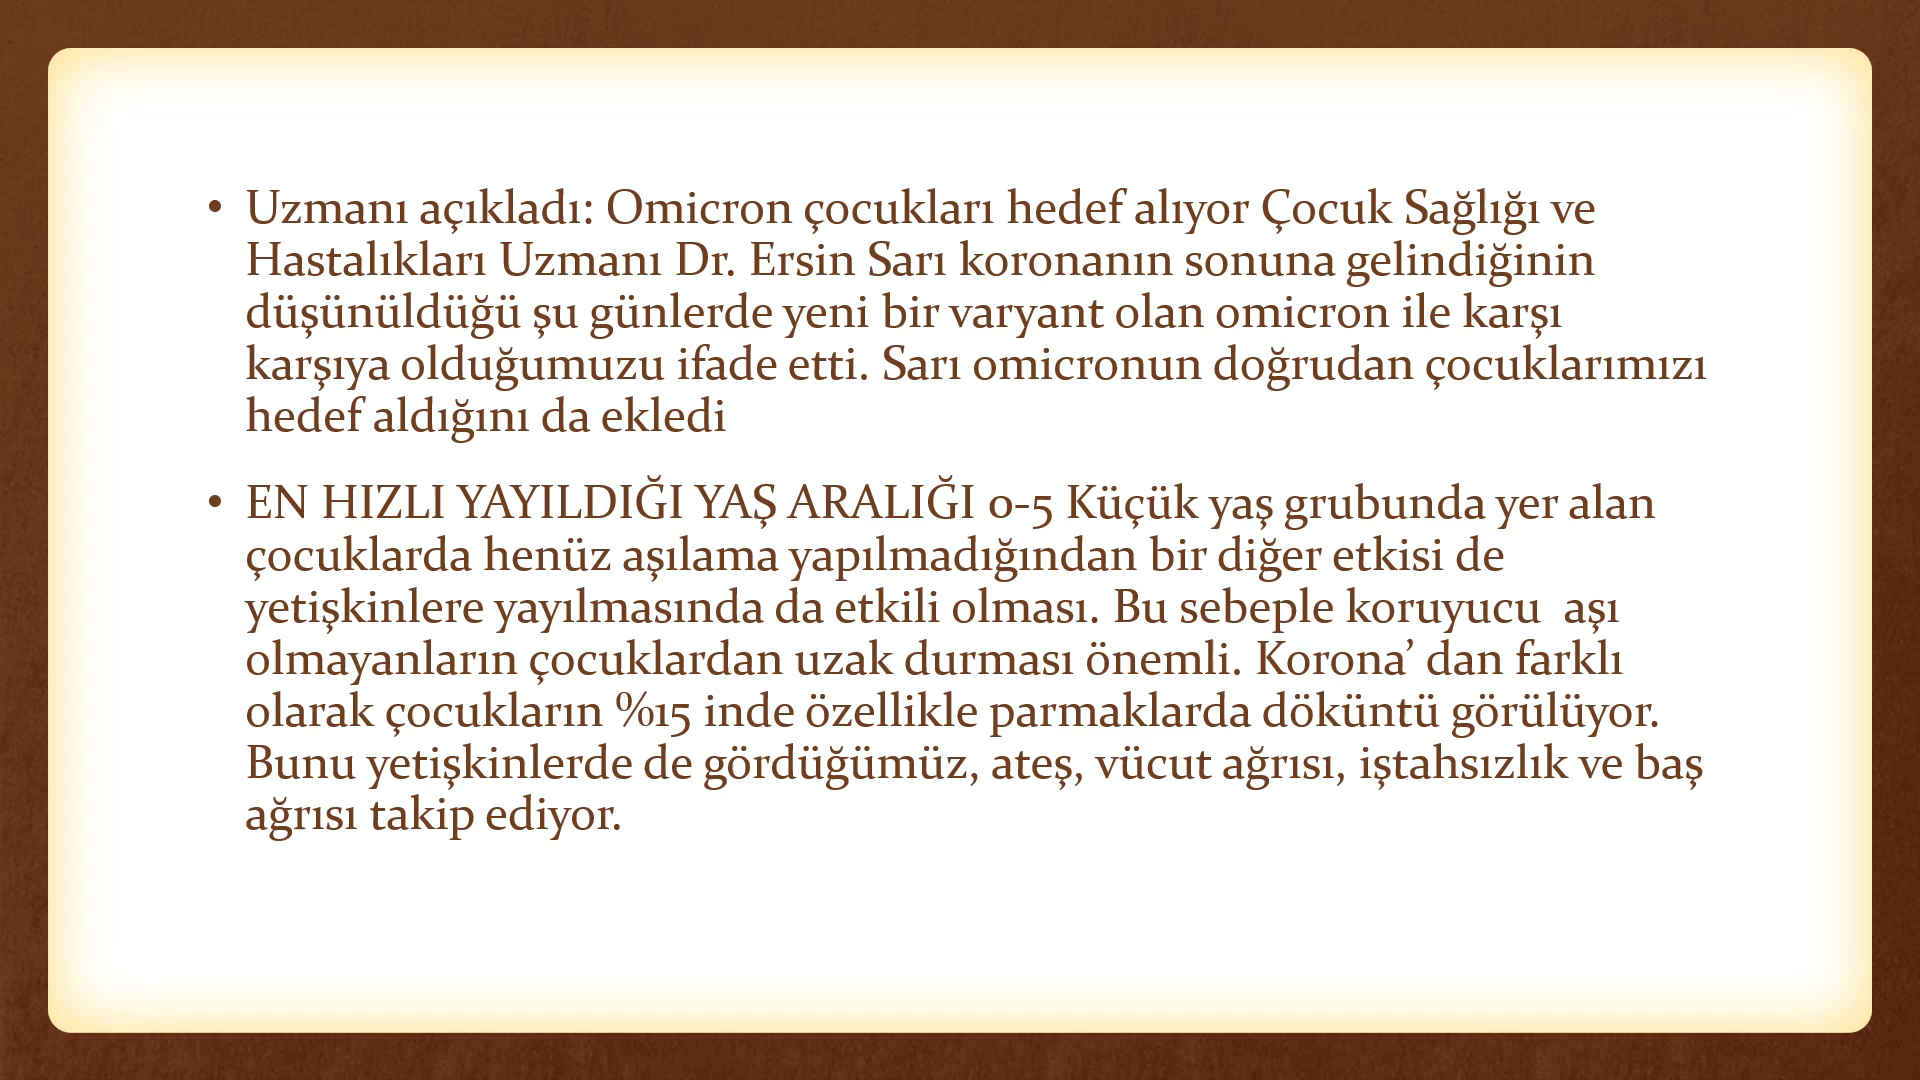 • Uzmanı açıkladı: Omicron çocukları hedef alıyor Çocuk Sağlığı ve
Hastalıkları Uzmanı Dr. Ersin Sarı koronanın sonuna gelindiğinin
düşünüldüğü şu günlerde yeni bir varyant olan omicron ile karşı
karşıya olduğumuzu ifade etti. Sarı omicronun doğrudan çocuklarımızı
hedef aldığını da ekledi
• EN HIZLI YAYILDIĞI YAŞ ARALIĞI 0-5 Küçük yaş grubunda yer alan
çocuklarda henüz aşılama yapılmadığından bir diğer etkisi de
yetişkinlere yayılmasında da etkili olması. Bu sebeple koruyucu  aşı
olmayanların çocuklardan uzak durması önemli. Korona’ dan farklı
olarak çocukların %15 inde özellikle parmaklarda döküntü görülüyor.
Bunu yetişkinlerde de gördüğümüz, ateş, vücut ağrısı, iştahsızlık ve baş
ağrısı takip ediyor.